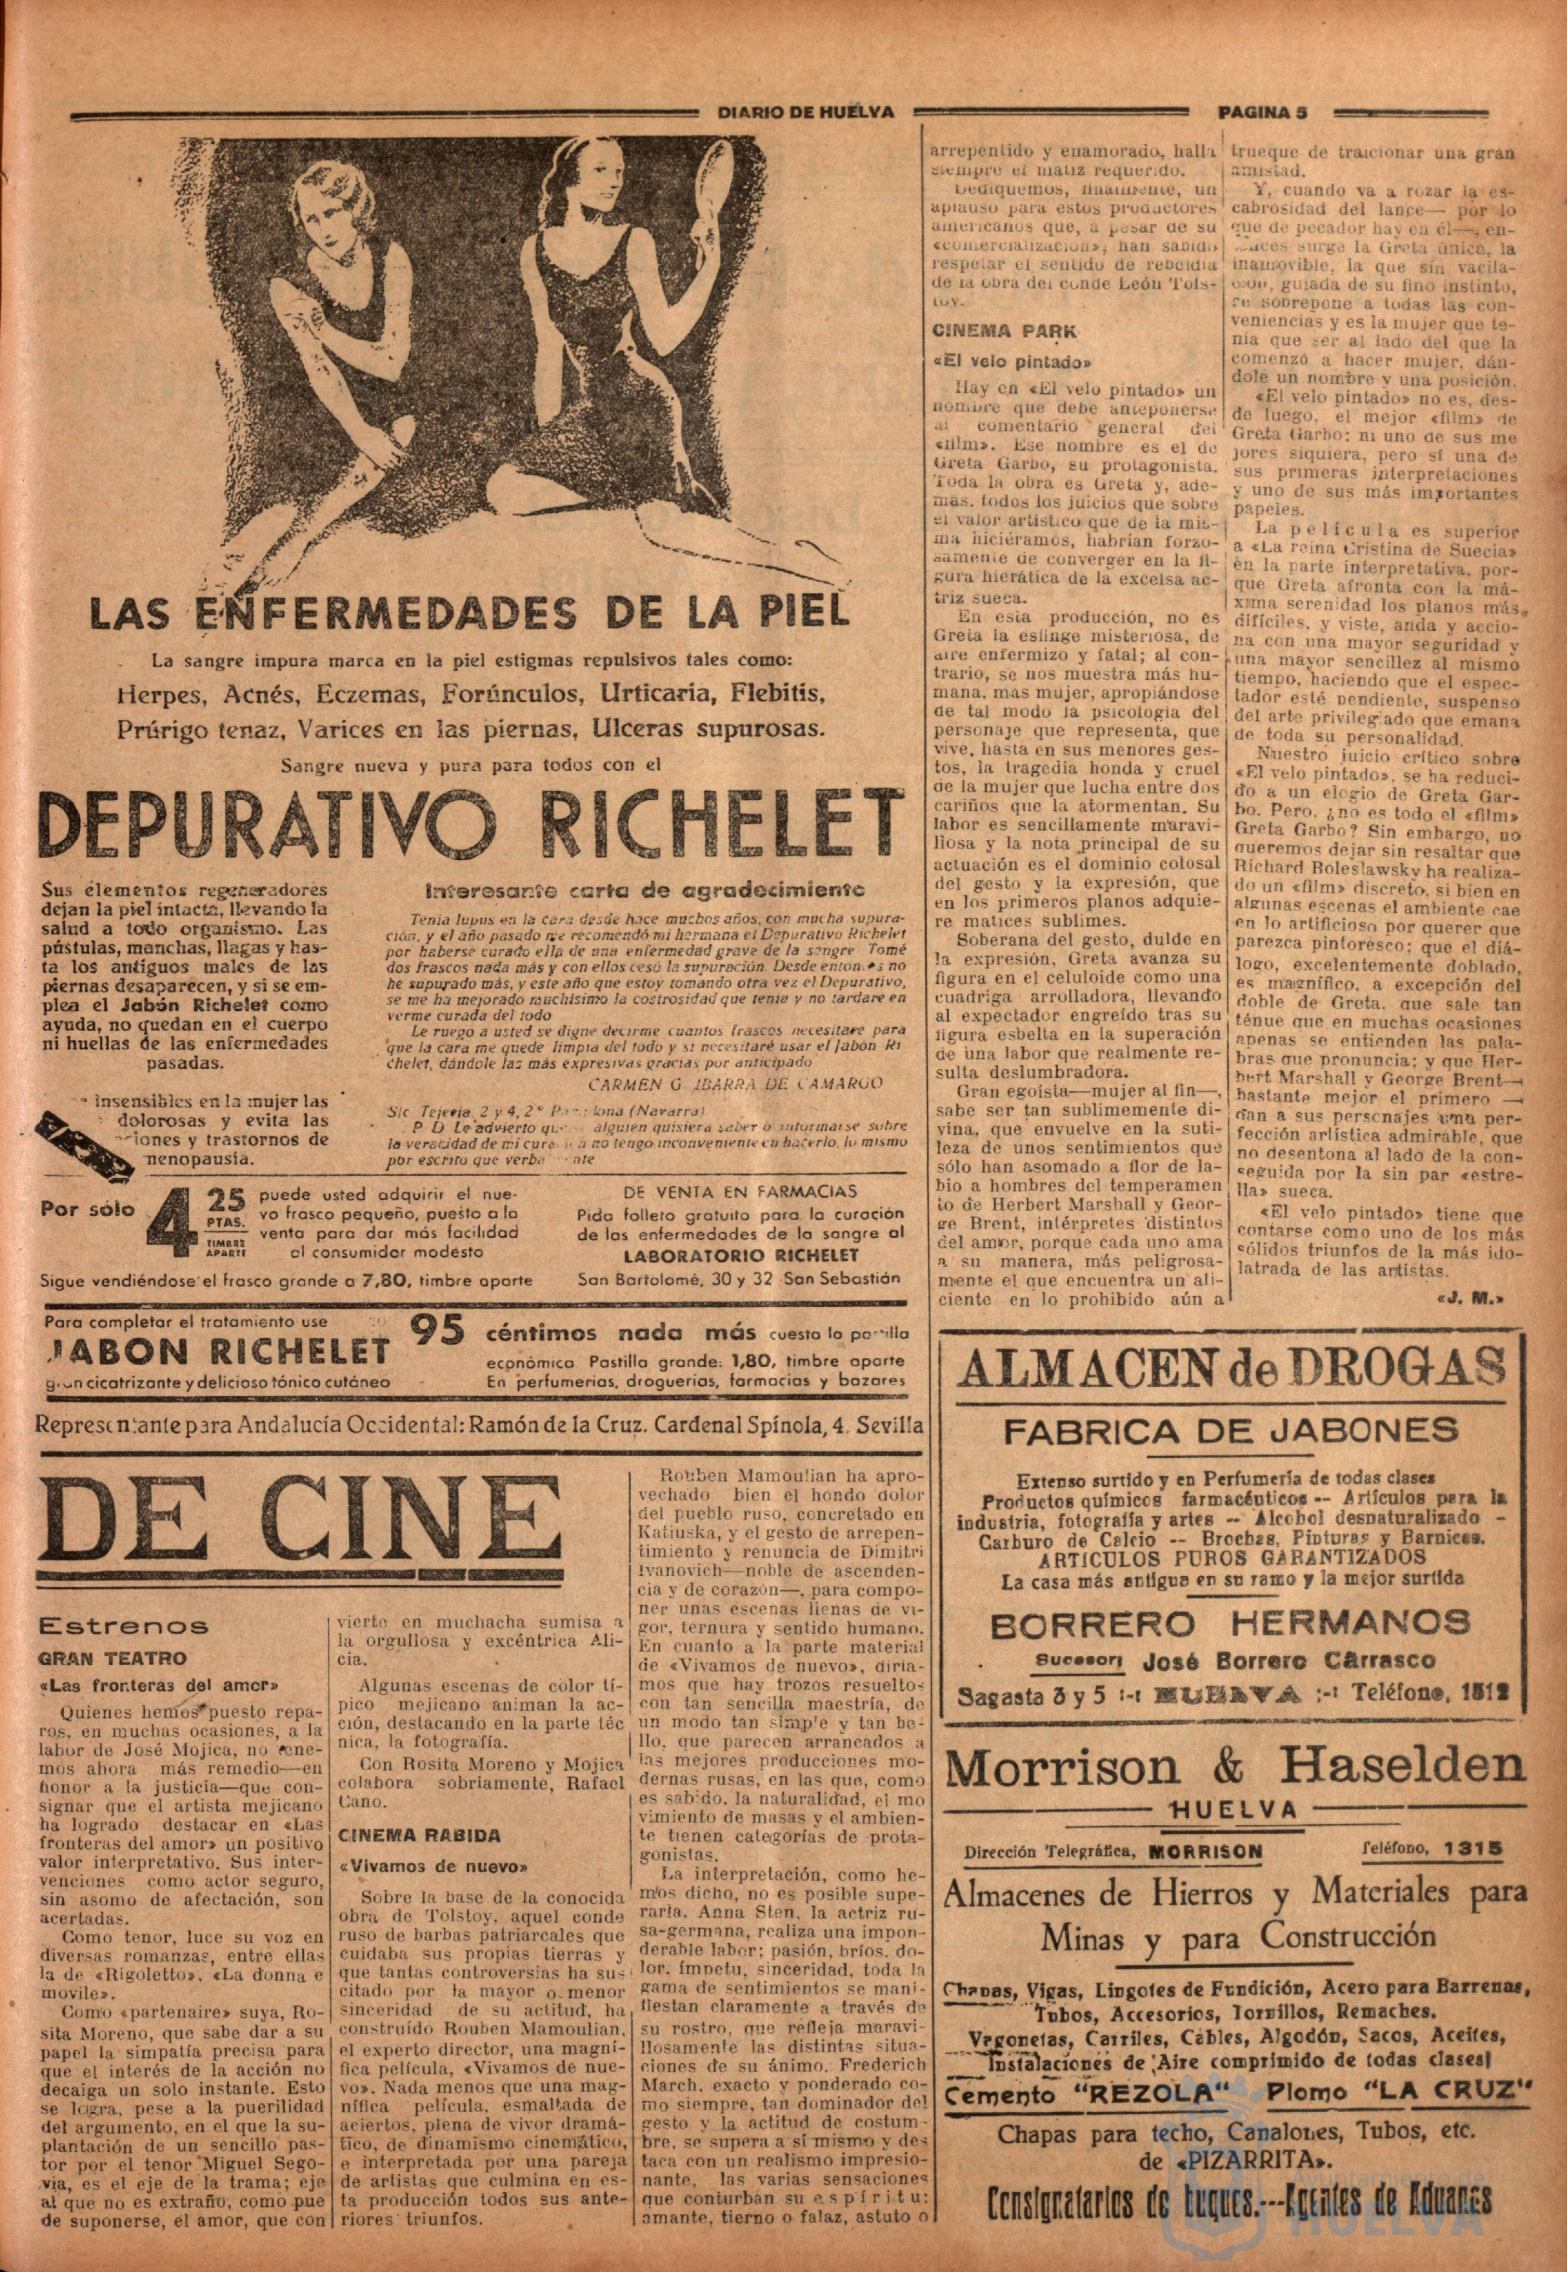 DIARIO DE HUELVA
PAGINA 5
LAS ENFERMEDADES DE LA PIEL
La sangre impura marca en la piel estigmas repulsivos tales como:
Herpes, Acnés, Eczemas, Forúnculos, Urticaria, Flebitis,
Prúrigo tenaz, Varices en las piernas, Ulceras supurosas.
Sangre nueva y pura para todos con el
DEPURATIVO RICHELET
Sus elementos regeneradores
dejan la piel intacta, llevando la
salud a todo organismo. Las
pústulas, manchas, llagas y has-
ta los antiguos males de las
piernas desaparecen, y si se em-
plea el Jabón Richelet como
ayuda, no quedan en el cuerpo
ni huellas de las enfermedades
pasadas.
insensibles en la mujer las
dolorosas y evita las
iones y trastornos de
menopausia.
Interesante carta de agradecimiento
Tenia lupus en la cara desde hace muchos años, con mucha supura-
ción, y el año pasado me recomendó mi hermana el Depurativo Richelet
por haberse curado ella de una enfermedad grave de la sangre Tomé
dos frascos nada más y con ellos cesó la supuración. Desde entonces no
he supurado más, y este año que estoy tomando otra vez el Depurativo,
se me ha mejorado muchísimo la costrosidad que tenia y no tardare en
verme curada del todo
Le ruego a usted se digne decirme cuantos frascos necesitare para
que la cara me quede limpia del todo y si necesitaré usar el Jabón Ri
chelet, dándole las más expresivas gracias por anticipado
CARMEN G. IBARRA DE CAMARGO
S/c Tejería, 2 y 4, 2º Pamplona (Navarra)
P D Le advierto que alguien quisiera saber o informarse sobre
la veracidad de mi cura no tengo inconveniente en hacerlo, lo mismo
por escrito que verbalmente
Por sólo 4 25 PTAS. TIMBRE APARTE
puede usted adquirir el nue-
vo frasco pequeño, puesto a la
venta para dar más facilidad
al consumidor modesto
Sigue vendiéndose el frasco grande a 7,80, timbre aparte
DE VENTA EN FARMACIAS
Pida folleto gratuito para la curación
de las enfermedades de la sangre al
LABORATORIO RICHELET
San Bartolomé, 30 y 32 San Sebastián
Para completar el tratamiento use
JABON RICHELET
gran cicatrizante y delicioso tónico cutáneo
95 céntimos nada más cuesta la pastilla
económica Pastilla grande: 1,80, timbre aparte
En perfumerias, droguerias, farmacias y bazares
Representante para Andalucía Occidental: Ramón de la Cruz. Cardenal Spínola, 4. Sevilla
DE CINE
Estrenos
GRAN TEATRO
«Las fronteras del amor»
Quienes hemos puesto repa-
ros, en muchas ocasiones, a la
labor de José Mojica, no tene-
mos ahora más remedio—en
honor a la justicia—que con-
signar que el artista mejicano
ha logrado destacar en «Las
fronteras del amor» un positivo
valor interpretativo. Sus inter-
venciones como actor seguro,
sin asomo de afectación, son
acertadas.
Como tenor, luce su voz en
diversas romanzas, entre ellas
la de «Rigoletto», «La donna e
movile».
Como «partenaire» suya, Ro-
sita Moreno, que sabe dar a su
papel la simpatía precisa para
que el interés de la acción no
decaiga un solo instante. Esto
se logra, pese a la puerilidad
del argumento, en el que la su-
plantación de un sencillo pas-
tor por el tenor Miguel Sego-
via, es el eje de la trama; eje
al que no es extraño, como pue
de suponerse, el amor, que con
vierte en muchacha sumisa a
la orgullosa y excéntrica Ali-
cia.
Algunas escenas de color tí-
pico mejicano animan la ac-
ción, destacando en la parte téc
nica, la fotografía.
Con Rosita Moreno y Mojica
colabora sobriamente, Rafael
Cano.
CINEMA RABIDA
«Vivamos de nuevo»
Sobre la base de la conocida
obra de Tolstoy, aquel conde
ruso de barbas patriarcales que
cuidaba sus propias tierras y
que tantas controversias ha sus
citado por la mayor o menor
sinceridad de su actitud, ha
construído Rouben Mamoulian,
el experto director, una magní-
fica película, «Vivamos de nue-
vo». Nada menos que una mag-
nífica película, esmaltada de
aciertos, plena de vivor dramá-
tico, de dinamismo cinemático,
e interpretada por una pareja
de artistas que culmina en es-
ta producción todos sus ante-
riores triunfos.
Rouben Mamoulian ha apro-
vechado bien el hondo dolor
del pueblo ruso, concretado en
Katiuska, y el gesto de arrepen-
timiento y renuncia de Dimitri
Ivanovich—noble de ascenden-
cia y de corazón—, para compo-
ner unas escenas llenas de vi-
gor, ternura y sentido humano.
En cuanto a la parte material
de «Vivamos de nuevo», diría-
mos que hay trozos resueltos
con tan sencilla maestría, de
un modo tan simple y tan be-
llo, que parecen arrancados a
las mejores producciones mo-
dernas rusas, en las que, como
es sabido, la naturalidad, el mo
vimiento de masas y el ambien-
te tienen categorías de prota-
gonistas.
La interpretación, como he-
mos dicho, no es posible supe-
raria. Anna Sten, la actriz ru-
sa-germana, realiza una impon-
derable labor; pasión, bríos, do-
lor, ímpetu, sinceridad, toda la
gama de sentimientos se mani-
fiestan claramente a través de
su rostro, que refleja maravi-
llosamente las distintas situa-
ciones de su ánimo. Frederich
March, exacto y ponderado co-
mo siempre, tan dominador del
gesto y la actitud de costum-
bre, se supera a sí mismo y des
taca con un realismo impresio-
nante, las varias sensaciones
que conturban su espíritu:
amante, tierno o falaz, astuto o
arrepentido y enamorado, halla
siempre el matiz requerido.
Dediquemos, finalmente, un
aplauso para estos productores
americanos que, a pesar de su
«comercialización», han sabido
respetar el sentido de rebeldía
de la obra del conde León Tols-
toy.
CINEMA PARK
«El velo pintado»
Hay en «El velo pintado» un
nombre que debe anteponerse
al comentario general del
«film». Ese nombre es el de
Greta Garbo, su protagonista.
Toda la obra es Greta y, ade-
más, todos los juicios que sobre
el valor artístico que de la mis-
ma hiciéramos, habrían forzo-
samente de converger en la fi-
gura hierática de la excelsa ac-
triz sueca.
En esta producción, no es
Greta la esfinge misteriosa, de
aire enfermizo y fatal; al con-
trario, se nos muestra más hu-
mana, mas mujer, apropiándose
de tal modo la psicología del
personaje que representa, que
vive, hasta en sus menores ges-
tos, la tragedia honda y cruel
de la mujer que lucha entre dos
cariños que la atormentan. Su
labor es sencillamente maravi-
llosa y la nota principal de su
actuación es el dominio colosal
del gesto y la expresión, que
en los primeros planos adquie-
re matices sublimes.
Soberana del gesto, dulde en
la expresión, Greta avanza su
figura en el celuloide como una
cuadriga arrolladora, llevando
al expectador engreído tras su
figura esbelta en la superación
de una labor que realmente re-
sulta deslumbradora.
Gran egoísta—mujer al fin—,
sabe ser tan sublimemente di-
vina, que envuelve en la suti-
leza de unos sentimientos que
sólo han asomado a flor de la-
bio a hombres del temperamen
to de Herbert Marshall y Geor-
ge Brent, intérpretes distintos
del amor, porque cada uno ama
a su manera, más peligrosa-
mente el que encuentra un ali-
ciente en lo prohibido aún a
trueque de traicionar una gran
amistad.
Y, cuando va a rozar la es-
cabrosidad del lance— por lo
que de pecador hay en él—, en-
tonces surge la Greta única, la
inamovible, la que sin vacila-
ción, guiada de su fino instinto,
se sobrepone a todas las con-
veniencias y es la mujer que te-
nía que ser al lado del que la
comenzó a hacer mujer, dán-
dole un nombre y una posición.
«El velo pintado» no es, des-
de luego, el mejor «film» de
Greta Garbo; ni uno de sus me
jores siquiera, pero sí una de
sus primeras interpretaciones
y uno de sus más importantes
papeles.
La película es superior
a «La reina Cristina de Suecia»
en la parte interpretativa, por-
que Greta afronta con la má-
xima serenidad los planos más
difíciles, y viste, anda y accio-
na con una mayor seguridad y
una mayor sencillez al mismo
tiempo, haciendo que el espec-
tador esté pendiente, suspenso
del arte privilegiado que emana
de toda su personalidad.
Nuestro juicio crítico sobre
«El velo pintado», se ha reduci-
do a un elogio de Greta Gar-
bo. Pero, ¿no es todo el «film»
Greta Garbo? Sin embargo, no
queremos dejar sin resaltar que
Richard Boleslawsky ha realiza-
do un «film» discreto, si bien en
algunas escenas el ambiente cae
en lo artificioso por querer que
parezca pintoresco; que el diá-
logo, excelentemente doblado,
es magnífico, a excepción del
doble de Greta, que sale tan
ténue que en muchas ocasiones
apenas se entienden las pala-
bras que pronuncia; y que Her-
bert Marshall y George Brent—
bastante mejor el primero —
dan a sus personajes una per-
fección artística admirable, que
no desentona al lado de la con-
seguida por la sin par «estre-
lla» sueca.
«El velo pintado» tiene que
contarse como uno de los más
sólidos triunfos de la más ido-
latrada de las artistas.
«J. M.»
ALMACEN de DROGAS
FABRICA DE JABONES
Extenso surtido y en Perfumería de todas clases
Productos químicos farmacéuticos -- Artículos para la
industria, fotografía y artes -- Alcohol desnaturalizado -
Carburo de Calcio -- Brochas, Pinturas y Barnices.
ARTICULOS PUROS GARANTIZADOS
La casa más antigua en su ramo y la mejor surtida
BORRERO HERMANOS
Sucesor: José Borrero Carrasco
Sagasta 3 y 5 :-: HUELVA :-: Teléfono, 1512
Morrison & Haselden
HUELVA
Dirección Telegráfica, MORRISON
Teléfono, 1315
Almacenes de Hierros y Materiales para
Minas y para Construcción
Chapas, Vigas, Lingotes de Fundición, Acero para Barrenas,
Tubos, Accesorios, Tornillos, Remaches.
Vagonetas, Carriles, Cables, Algodón, Sacos, Aceites,
Instalaciones de Aire comprimido de todas clases
Cemento "REZOLA" Plomo "LA CRUZ"
Chapas para techo, Canalones, Tubos, etc.
de «PIZARRITA».
Consignatarios de buques.---Agentes de Aduanas
Ayuntamiento de
HUELVA